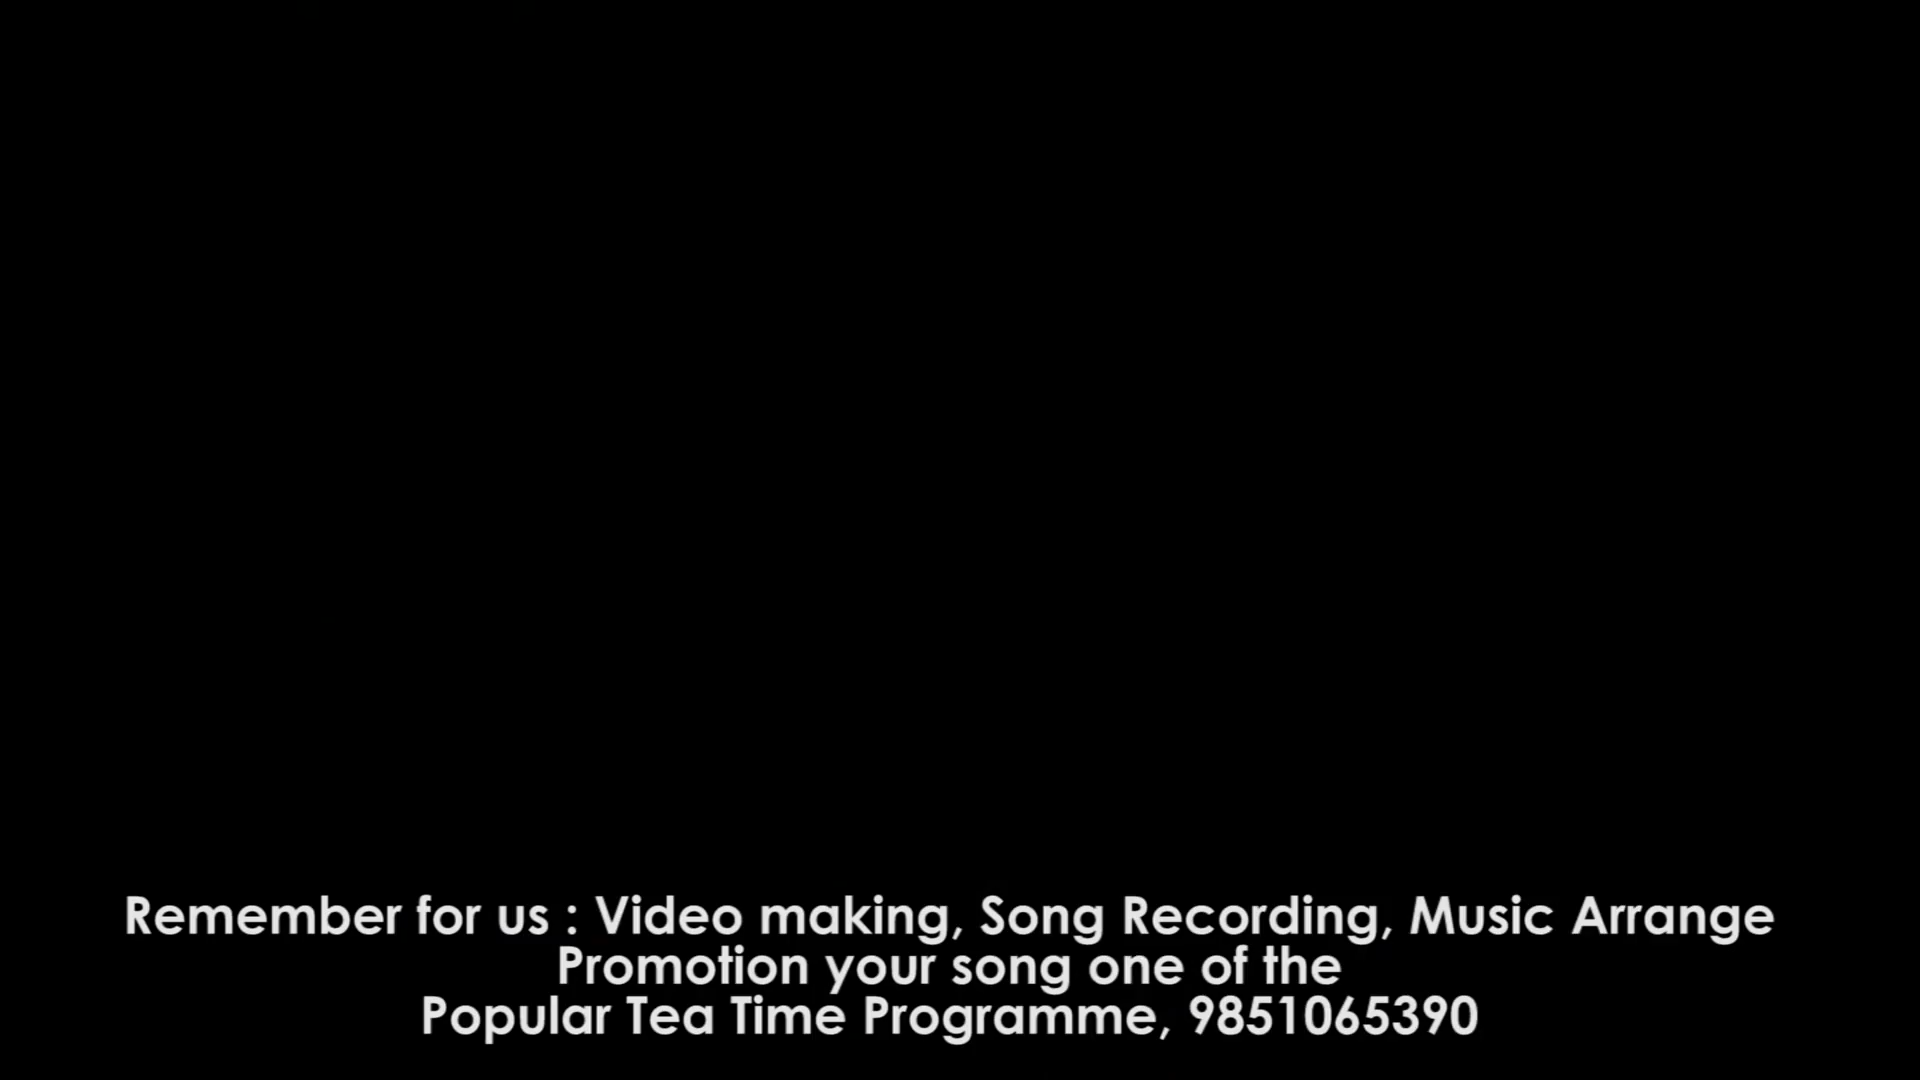 Remember for us : Video making, Song Recording, Music Arrange
Promotion your song one of the
Popular Tea Time Programme, 9851065390